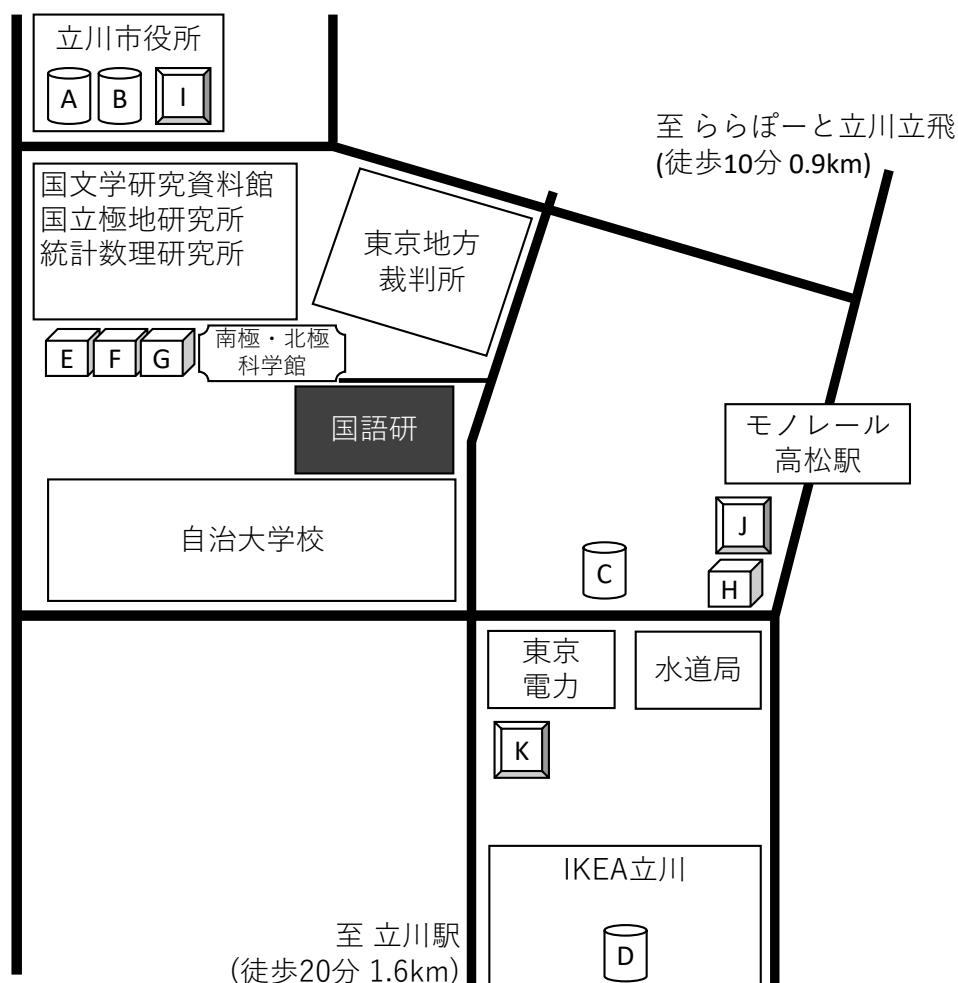 立川市役所
A B I
至 ららぽーと立川立飛
(徒歩10分 0.9km)
国文学研究資料館
国立極地研究所
統計数理研究所
東京地方
裁判所
E F G
南極・北極
科学館
国語研
モノレール
高松駅
自治大学校
J
C
H
東京
電力
水道局
K
IKEA立川
至 立川駅
(徒歩20分 1.6km)
D